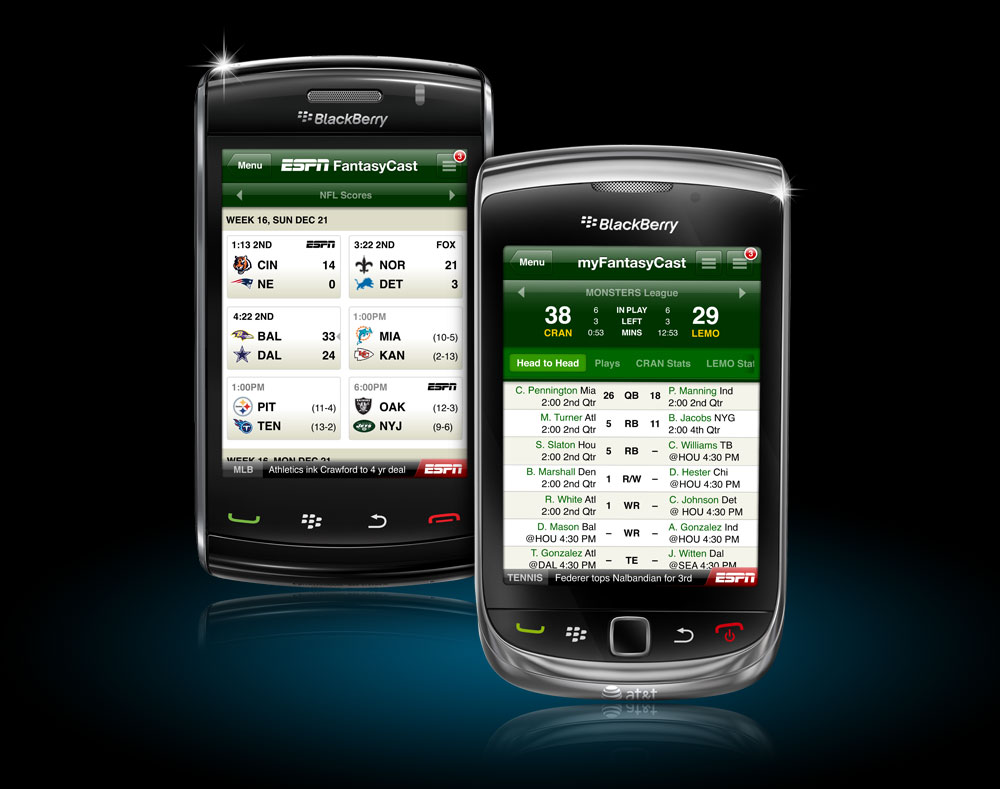 BlackBerry
Menu ESPN FantasyCast 3
NFL Scores
WEEK 16, SUN DEC 21
1:13 2ND ESPN
CIN 14
NE 0
3:22 2ND FOX
NOR 21
DET 3
4:22 2ND
BAL 33
DAL 24
1:00PM
MIA (10-5)
KAN (2-13)
1:00PM
PIT (11-4)
TEN (13-2)
6:00PM ESPN
OAK (12-3)
NYJ (9-6)
WEEK 16, MON DEC 21
MLB Athletics ink Crawford to 4 yr deal ESPN
BlackBerry
Menu myFantasyCast 3
MONSTERS League
38 6 IN PLAY 6 29
3 LEFT 3
CRAN 0:53 MINS 12:53 LEMO
Head to Head Plays CRAN Stats LEMO Stat
C. Pennington Mia 26 QB 18 P. Manning Ind
2:00 2nd Qtr 2:00 2nd Qtr
M. Turner Atl 5 RB 11 B. Jacobs NYG
2:00 2nd Qtr 2:00 4th Qtr
S. Slaton Hou 5 RB – C. Williams TB
2:00 2nd Qtr @HOU 4:30 PM
B. Marshall Den 1 R/W – D. Hester Chi
2:00 2nd Qtr @HOU 4:30 PM
R. White Atl 1 WR – C. Johnson Det
2:00 2nd Qtr @ HOU 4:30 PM
D. Mason Bal – WR – A. Gonzalez Ind
@HOU 4:30 PM @HOU 4:30 PM
T. Gonzalez Atl – TE – J. Witten Dal
@DAL 4:30 PM @SEA 4:30 PM
TENNIS Federer tops Nalbandian for 3rd ESPN
at&t